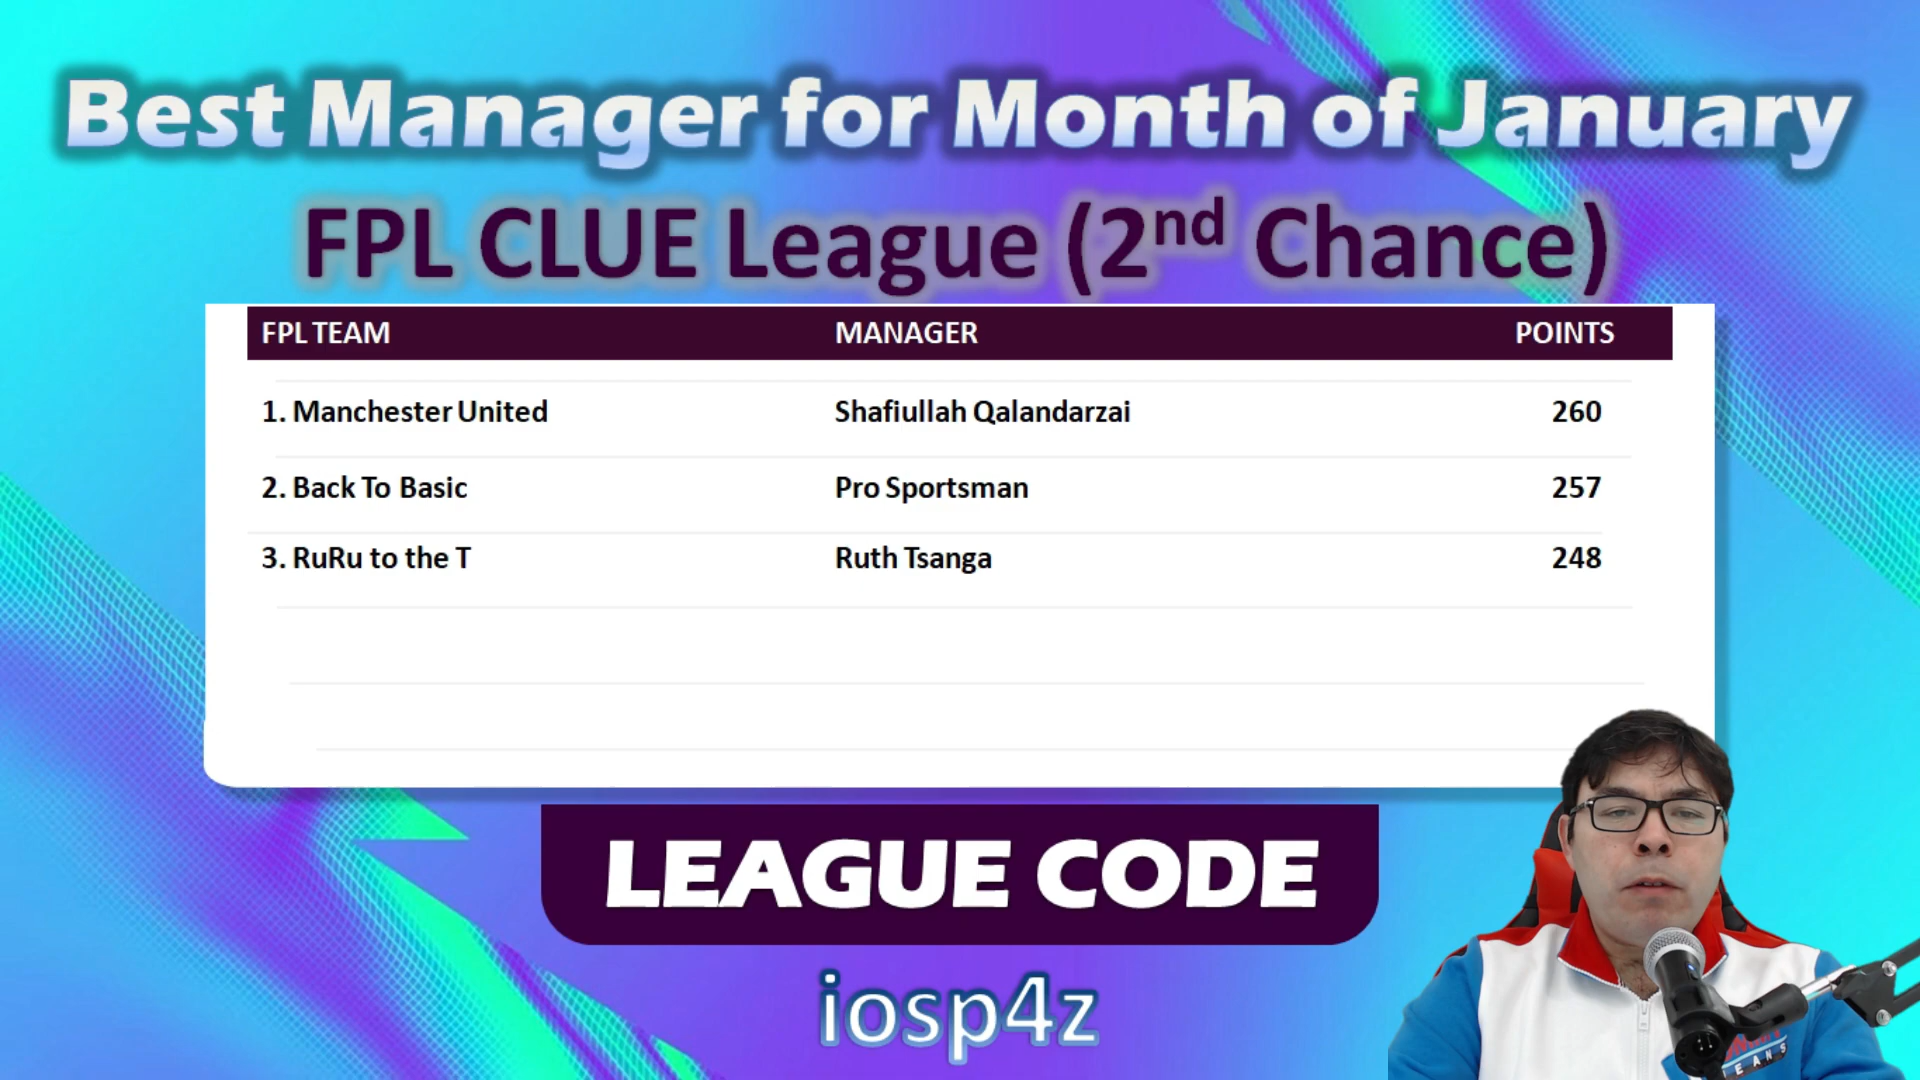 Best Manager for Month of January
FPL CLUE League (2nd Chance)
FPL TEAM MANAGER POINTS
1. Manchester United Shafiullah Qalandarzai 260
2. Back To Basic Pro Sportsman 257
3. RuRu to the T Ruth Tsanga 248
LEAGUE CODE
iosp4z
JEANS